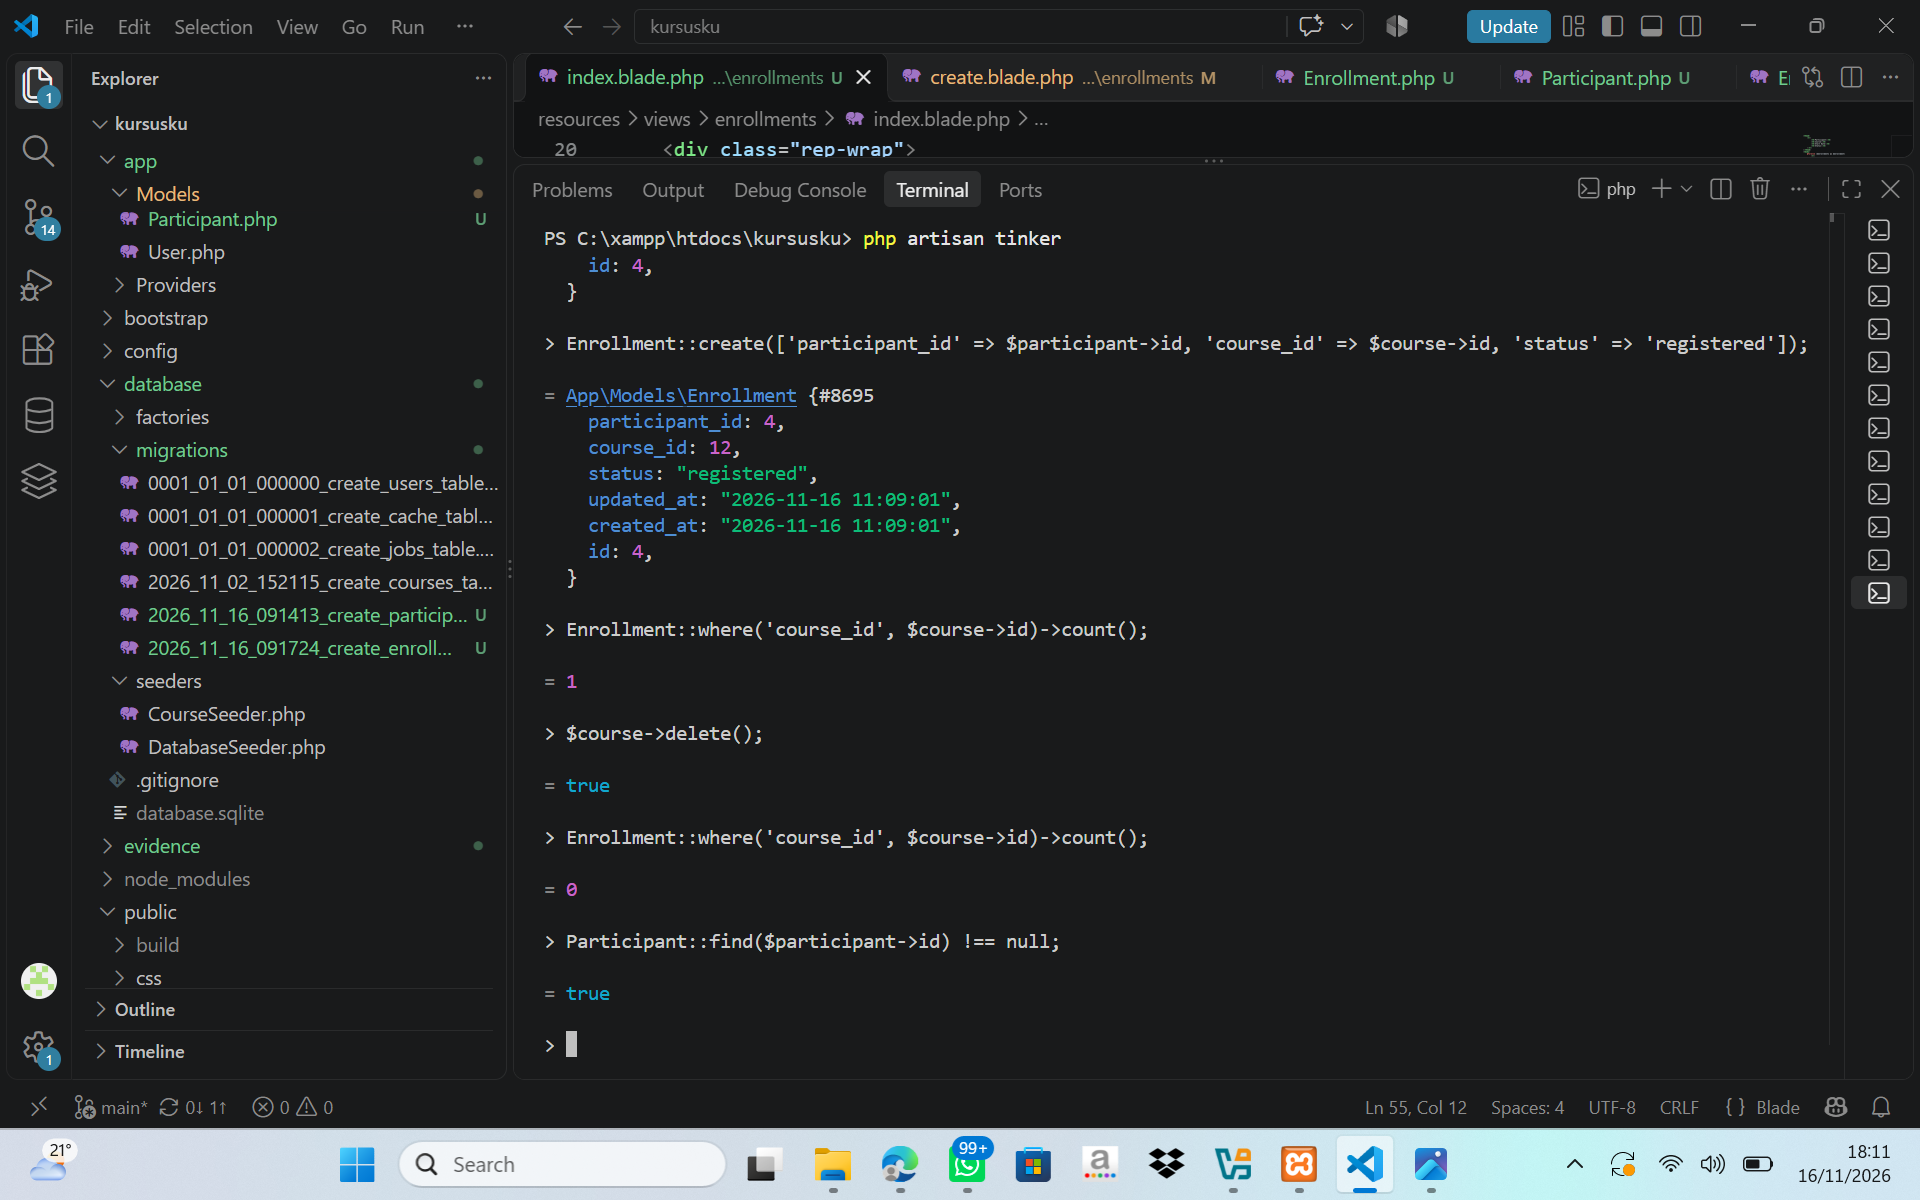 File Edit Selection View Go Run ···
kursusku
Update
Explorer
kursusku
app
Models
Participant.php U
User.php
Providers
bootstrap
config
database
factories
migrations
0001_01_01_000000_create_users_table...
0001_01_01_000001_create_cache_tabl...
0001_01_01_000002_create_jobs_table....
2026_11_02_152115_create_courses_ta...
2026_11_16_091413_create_particip... U
2026_11_16_091724_create_enroll... U
seeders
CourseSeeder.php
DatabaseSeeder.php
.gitignore
database.sqlite
evidence
node_modules
public
build
css
Outline
Timeline
1
14
1
index.blade.php ...\enrollments U
create.blade.php ...\enrollments M
Enrollment.php U
Participant.php U
resources > views > enrollments > index.blade.php > ...
20 <div class="rep-wrap">
Problems Output Debug Console Terminal Ports
php
PS C:\xampp\htdocs\kursusku> php artisan tinker
id: 4,
}
> Enrollment::create(['participant_id' => $participant->id, 'course_id' => $course->id, 'status' => 'registered']);
= App\Models\Enrollment {#8695
participant_id: 4,
course_id: 12,
status: "registered",
updated_at: "2026-11-16 11:09:01",
created_at: "2026-11-16 11:09:01",
id: 4,
}
> Enrollment::where('course_id', $course->id)->count();
= 1
> $course->delete();
= true
> Enrollment::where('course_id', $course->id)->count();
= 0
> Participant::find($participant->id) !== null;
= true
>
main* 0↓ 1↑ 0 0
Ln 55, Col 12 Spaces: 4 UTF-8 CRLF { } Blade
21°
Search
99+
a
18:11
16/11/2026